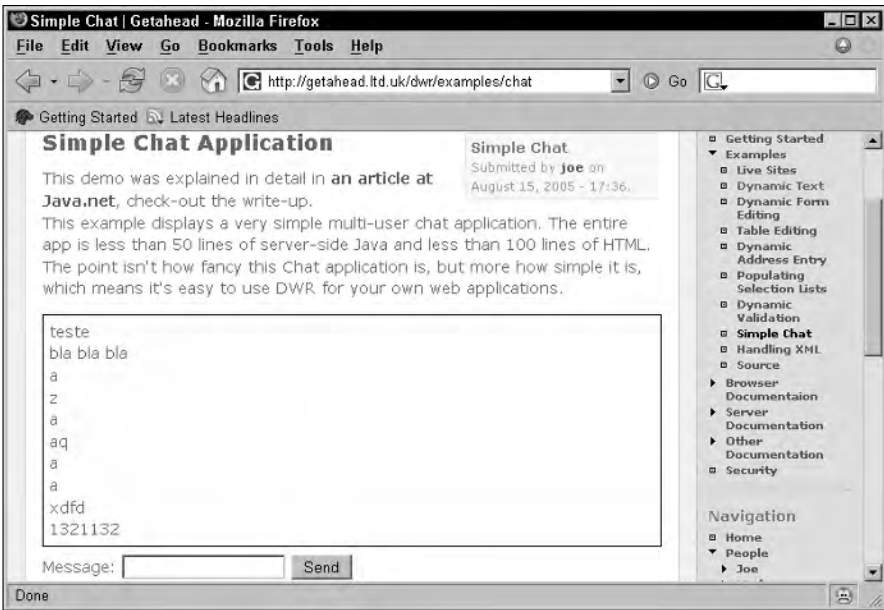 Simple Chat | Getahead - Mozilla Firefox
File Edit View Go Bookmarks Tools Help
http://getahead.ltd.uk/dwr/examples/chat
Go
G
Getting Started Latest Headlines
Simple Chat Application
Simple Chat
Submitted by joe on
August 15, 2005 - 17:36.
This demo was explained in detail in an article at
Java.net, check-out the write-up.
This example displays a very simple multi-user chat application. The entire
app is less than 50 lines of server-side Java and less than 100 lines of HTML.
The point isn't how fancy this Chat application is, but more how simple it is,
which means it's easy to use DWR for your own web applications.
teste
bla bla bla
a
z
a
aq
a
a
xdfd
1321132
Message:
Send
Getting Started
Examples
Live Sites
Dynamic Text
Dynamic Form
Editing
Table Editing
Dynamic
Address Entry
Populating
Selection Lists
Dynamic
Validation
Simple Chat
Handling XML
Source
Browser
Documentaion
Server
Documentation
Other
Documentation
Security
Navigation
Home
People
Joe
Done